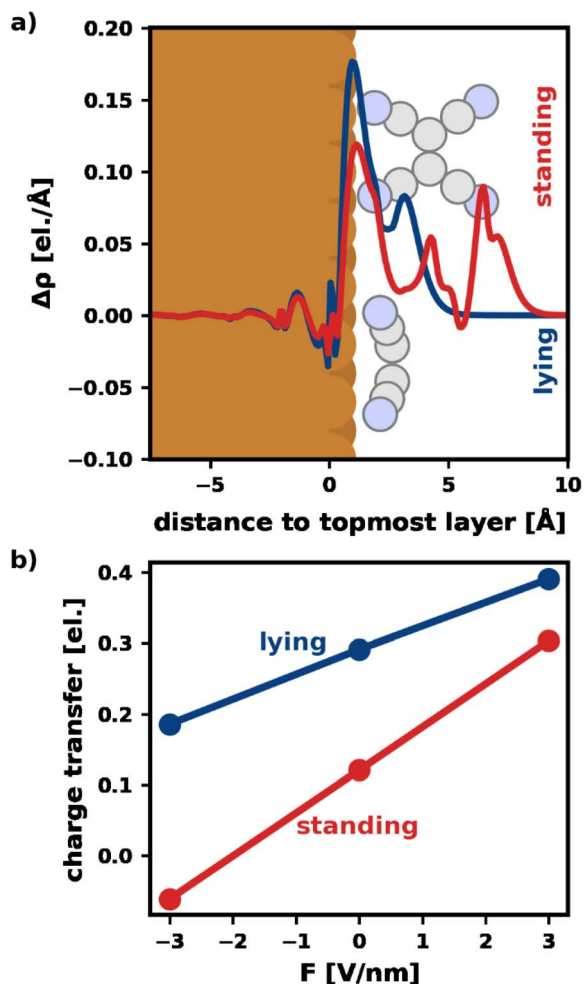 a)
0.20
0.15
0.10
0.05
0.00
−0.05
−0.10
Δρ [el./Å]
standing
lying
−5
0
5
10
distance to topmost layer [Å]
b)
0.4
0.3
0.2
0.1
0.0
charge transfer [el.]
lying
standing
−3
−2
−1
0
1
2
3
F [V/nm]